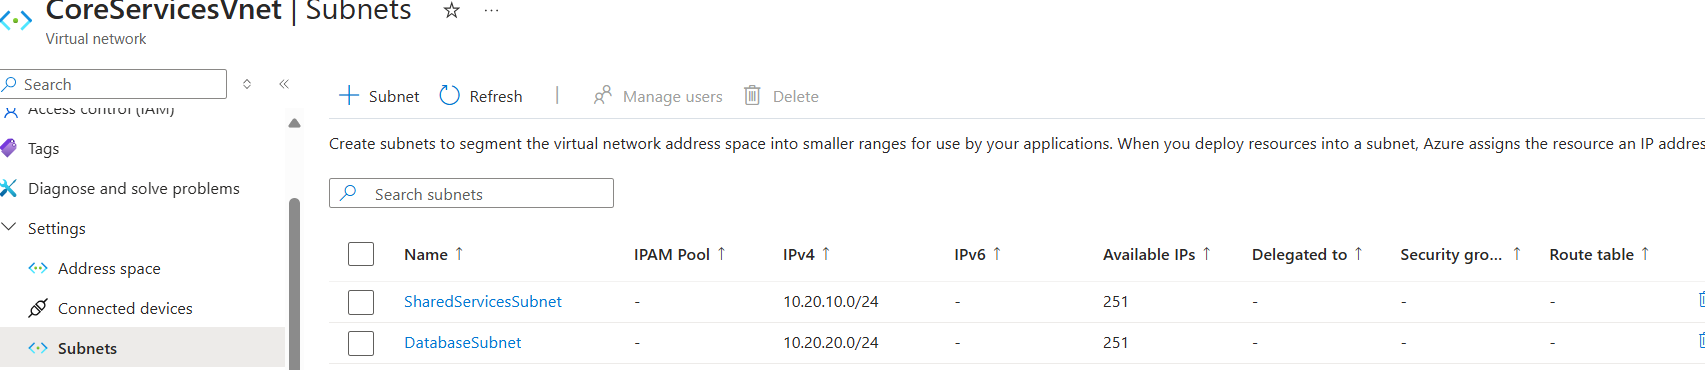 CoreServicesVnet | Subnets
Virtual network
Search
Access control (IAM)
Tags
Diagnose and solve problems
Settings
Address space
Connected devices
Subnets
Subnet Refresh | Manage users Delete
Create subnets to segment the virtual network address space into smaller ranges for use by your applications. When you deploy resources into a subnet, Azure assigns the resource an IP addres
Search subnets
Name ↑ IPAM Pool ↑ IPv4 ↑ IPv6 ↑ Available IPs ↑ Delegated to ↑ Security gro... ↑ Route table ↑
SharedServicesSubnet - 10.20.10.0/24 - 251 - - -
DatabaseSubnet - 10.20.20.0/24 - 251 - - -